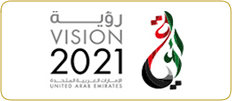 رؤية
VISION
2021
الإمارات العربية المتحدة
UNITED ARAB EMIRATES